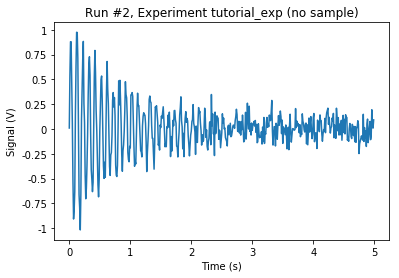 Run #2, Experiment tutorial_exp (no sample)
1
0.75
0.5
0.25
0
-0.25
-0.5
-0.75
-1
Signal (V)
0 1 2 3 4 5
Time (s)